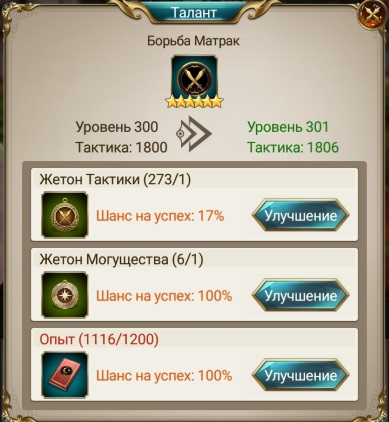 Талант
Борьба Матрак
Уровень 300
Уровень 301
Тактика: 1800
Тактика: 1806
Жетон Тактики (273/1)
Шанс на успех: 17%
Улучшение
Жетон Могущества (6/1)
Шанс на успех: 100%
Улучшение
Опыт (1116/1200)
Шанс на успех: 100%
Улучшение